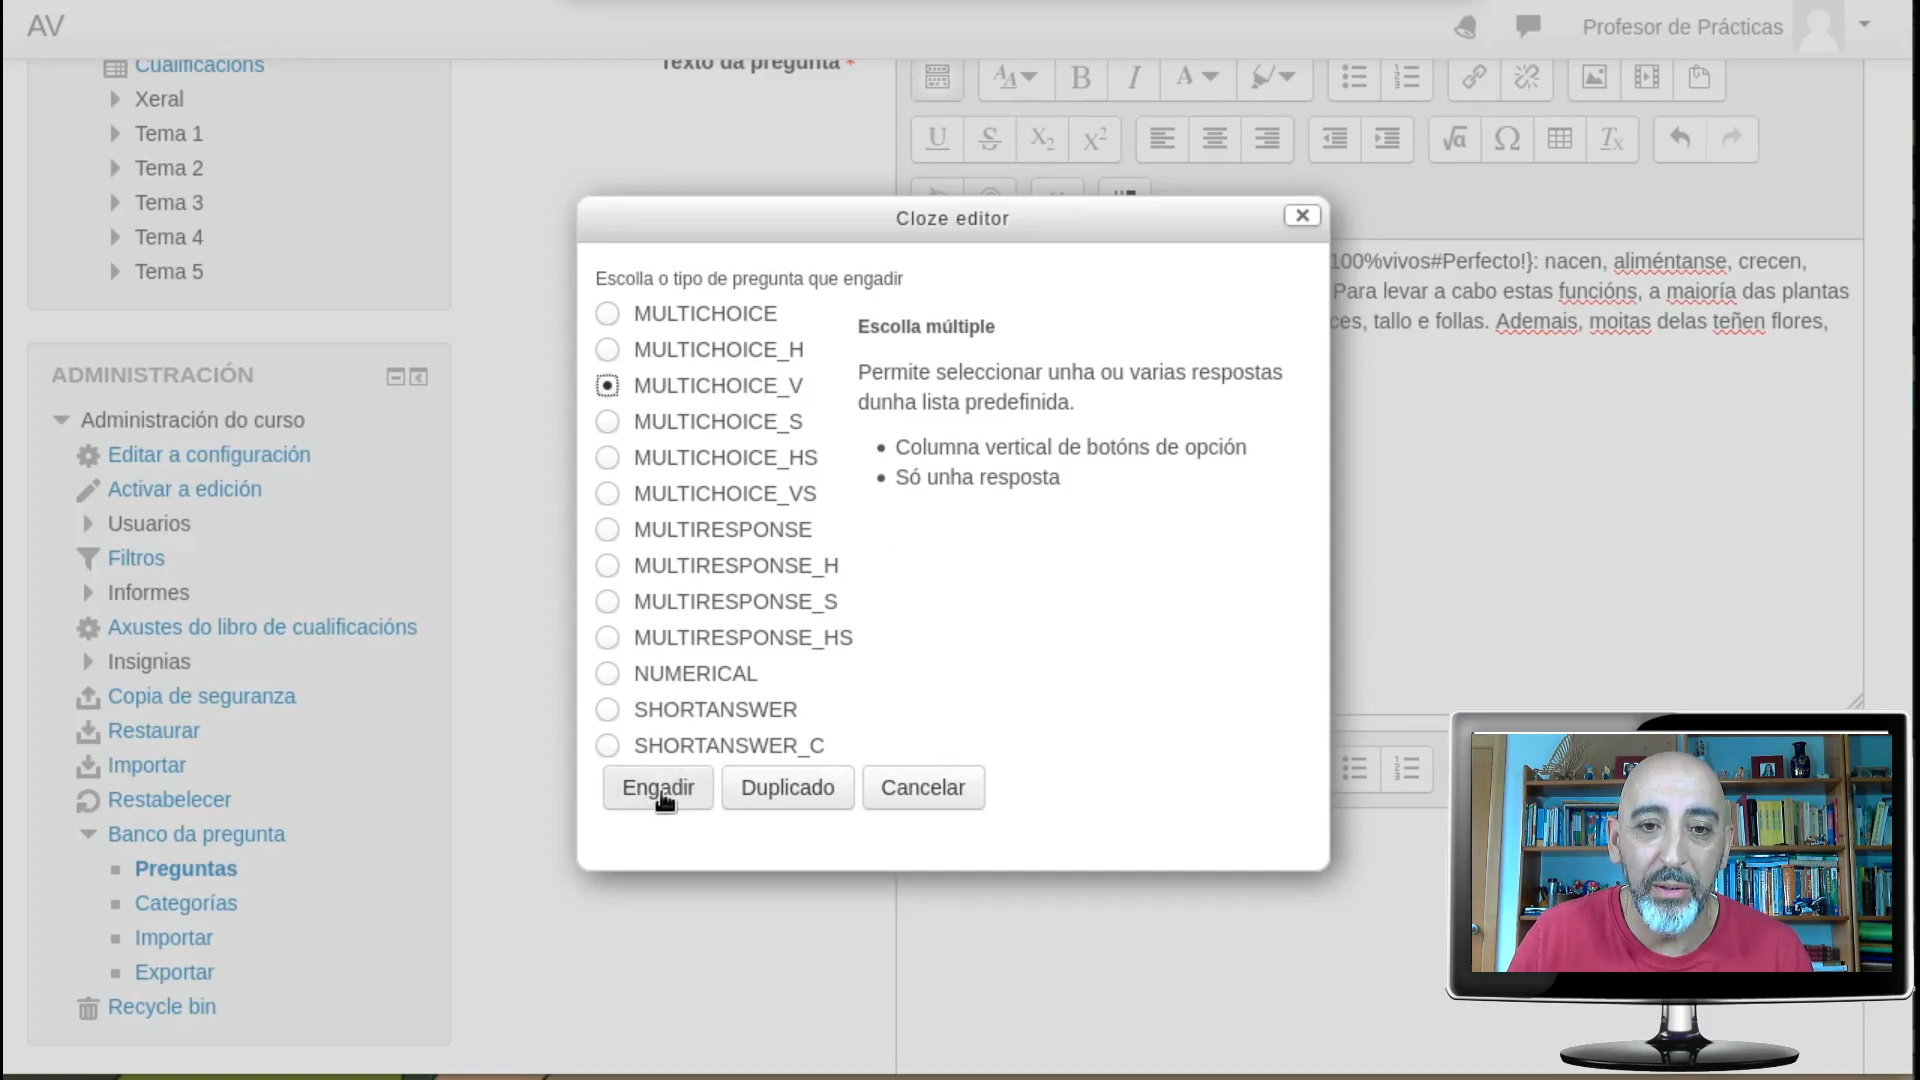 AV
Profesor de Prácticas
Cualificacións
Xeral
Tema 1
Tema 2
Tema 3
Tema 4
Tema 5
ADMINISTRACIÓN
Administración do curso
Editar a configuración
Activar a edición
Usuarios
Filtros
Informes
Axustes do libro de cualificacións
Insignias
Copia de seguranza
Restaurar
Importar
Restabelecer
Banco da pregunta
Preguntas
Categorías
Importar
Exportar
Recycle bin
Texto da pregunta *
100%vivos#Perfecto!}: nacen, aliméntanse, crecen,
Para levar a cabo estas funcións, a maioría das plantas
ces, tallo e follas. Ademais, moitas delas teñen flores,
Cloze editor
Escolla o tipo de pregunta que engadir
MULTICHOICE
MULTICHOICE_H
MULTICHOICE_V
MULTICHOICE_S
MULTICHOICE_HS
MULTICHOICE_VS
MULTIRESPONSE
MULTIRESPONSE_H
MULTIRESPONSE_S
MULTIRESPONSE_HS
NUMERICAL
SHORTANSWER
SHORTANSWER_C
Escolla múltiple
Permite seleccionar unha ou varias respostas
dunha lista predefinida.
• Columna vertical de botóns de opción
• Só unha resposta
Engadir
Duplicado
Cancelar